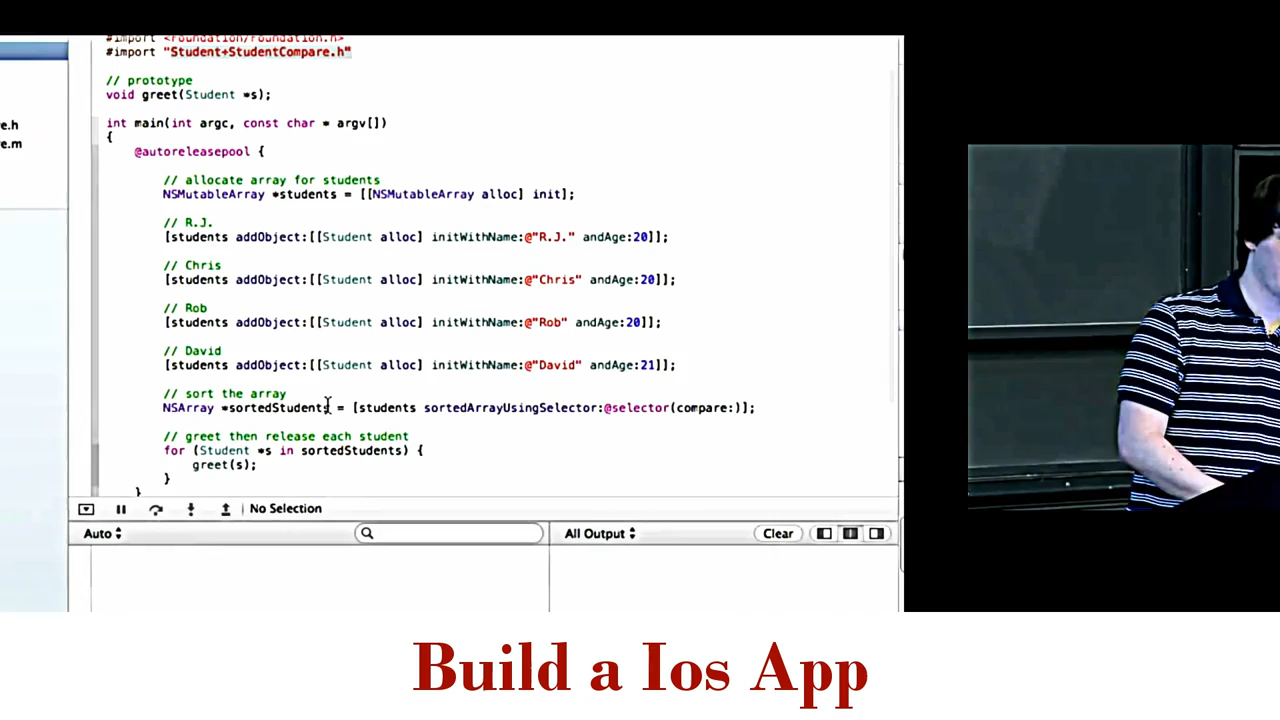 #import <Foundation/Foundation.h>
#import "Student+StudentCompare.h"
// prototype
void greet(Student *s);
int main(int argc, const char * argv[])
{
@autoreleasepool {
// allocate array for students
NSMutableArray *students = [[NSMutableArray alloc] init];
// R.J.
[students addObject:[[Student alloc] initWithName:@"R.J." andAge:20]];
// Chris
[students addObject:[[Student alloc] initWithName:@"Chris" andAge:20]];
// Rob
[students addObject:[[Student alloc] initWithName:@"Rob" andAge:20]];
// David
[students addObject:[[Student alloc] initWithName:@"David" andAge:21]];
// sort the array
NSArray *sortedStudents = [students sortedArrayUsingSelector:@selector(compare:)];
// greet then release each student
for (Student *s in sortedStudents) {
greet(s);
}
}
e.h
e.m
No Selection
Auto
All Output
Clear
Build a Ios App